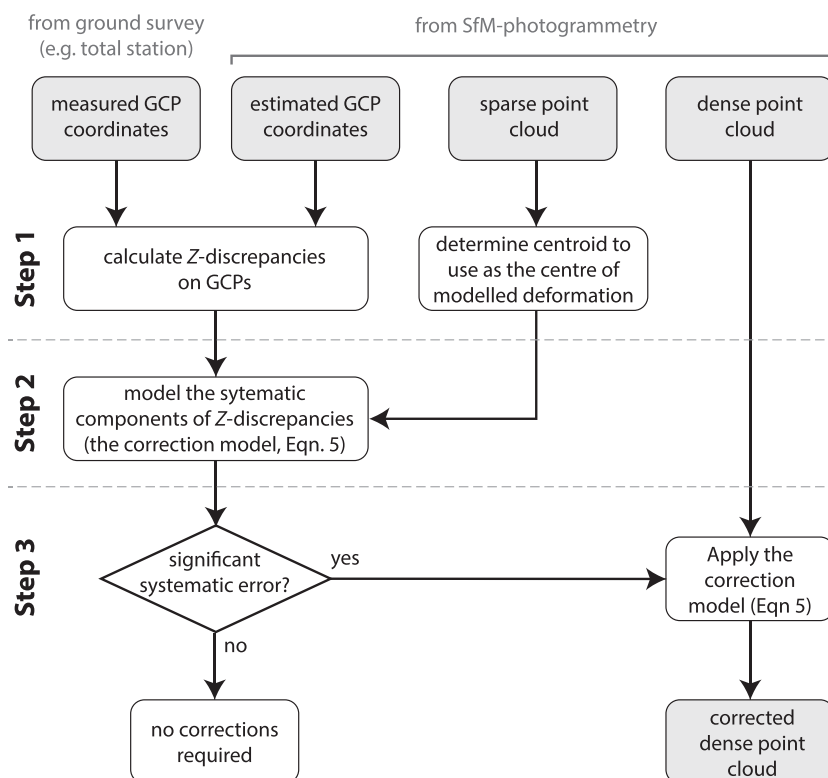 from ground survey
(e.g. total station)
from SfM-photogrammetry
measured GCP
coordinates
estimated GCP
coordinates
sparse point
cloud
dense point
cloud
Step 1
calculate Z-discrepancies
on GCPs
determine centroid to
use as the centre of
modelled deformation
Step 2
model the sytematic
components of Z-discrepancies
(the correction model, Eqn. 5)
Step 3
significant
systematic error?
yes
no
Apply the
correction
model (Eqn 5)
no corrections
required
corrected
dense point
cloud